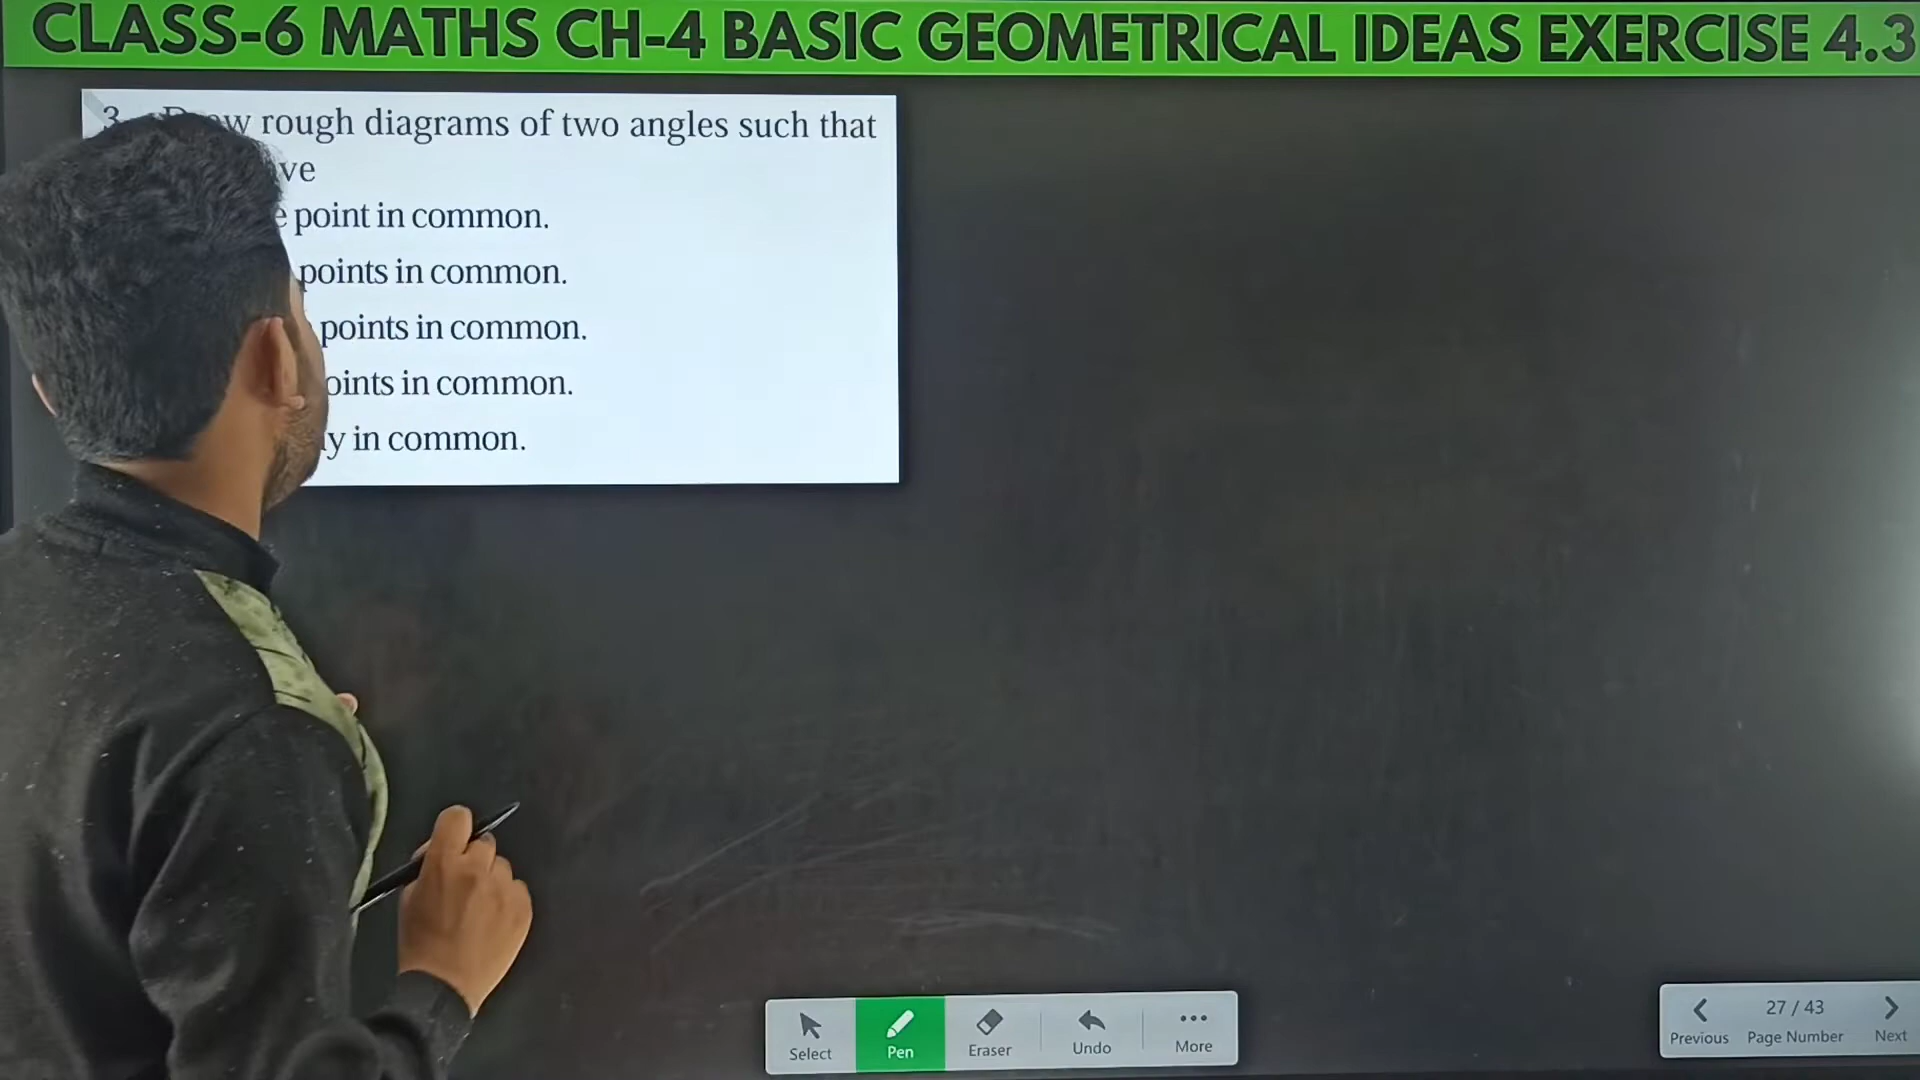 CLASS-6 MATHS CH-4 BASIC GEOMETRICAL IDEAS EXERCISE 4.3
3. rough diagrams of two angles such that
point in common.
points in common.
points in common.
in common.
in common.
Select
Pen
Eraser
Undo
More
Previous
27 / 43
Page Number
Next